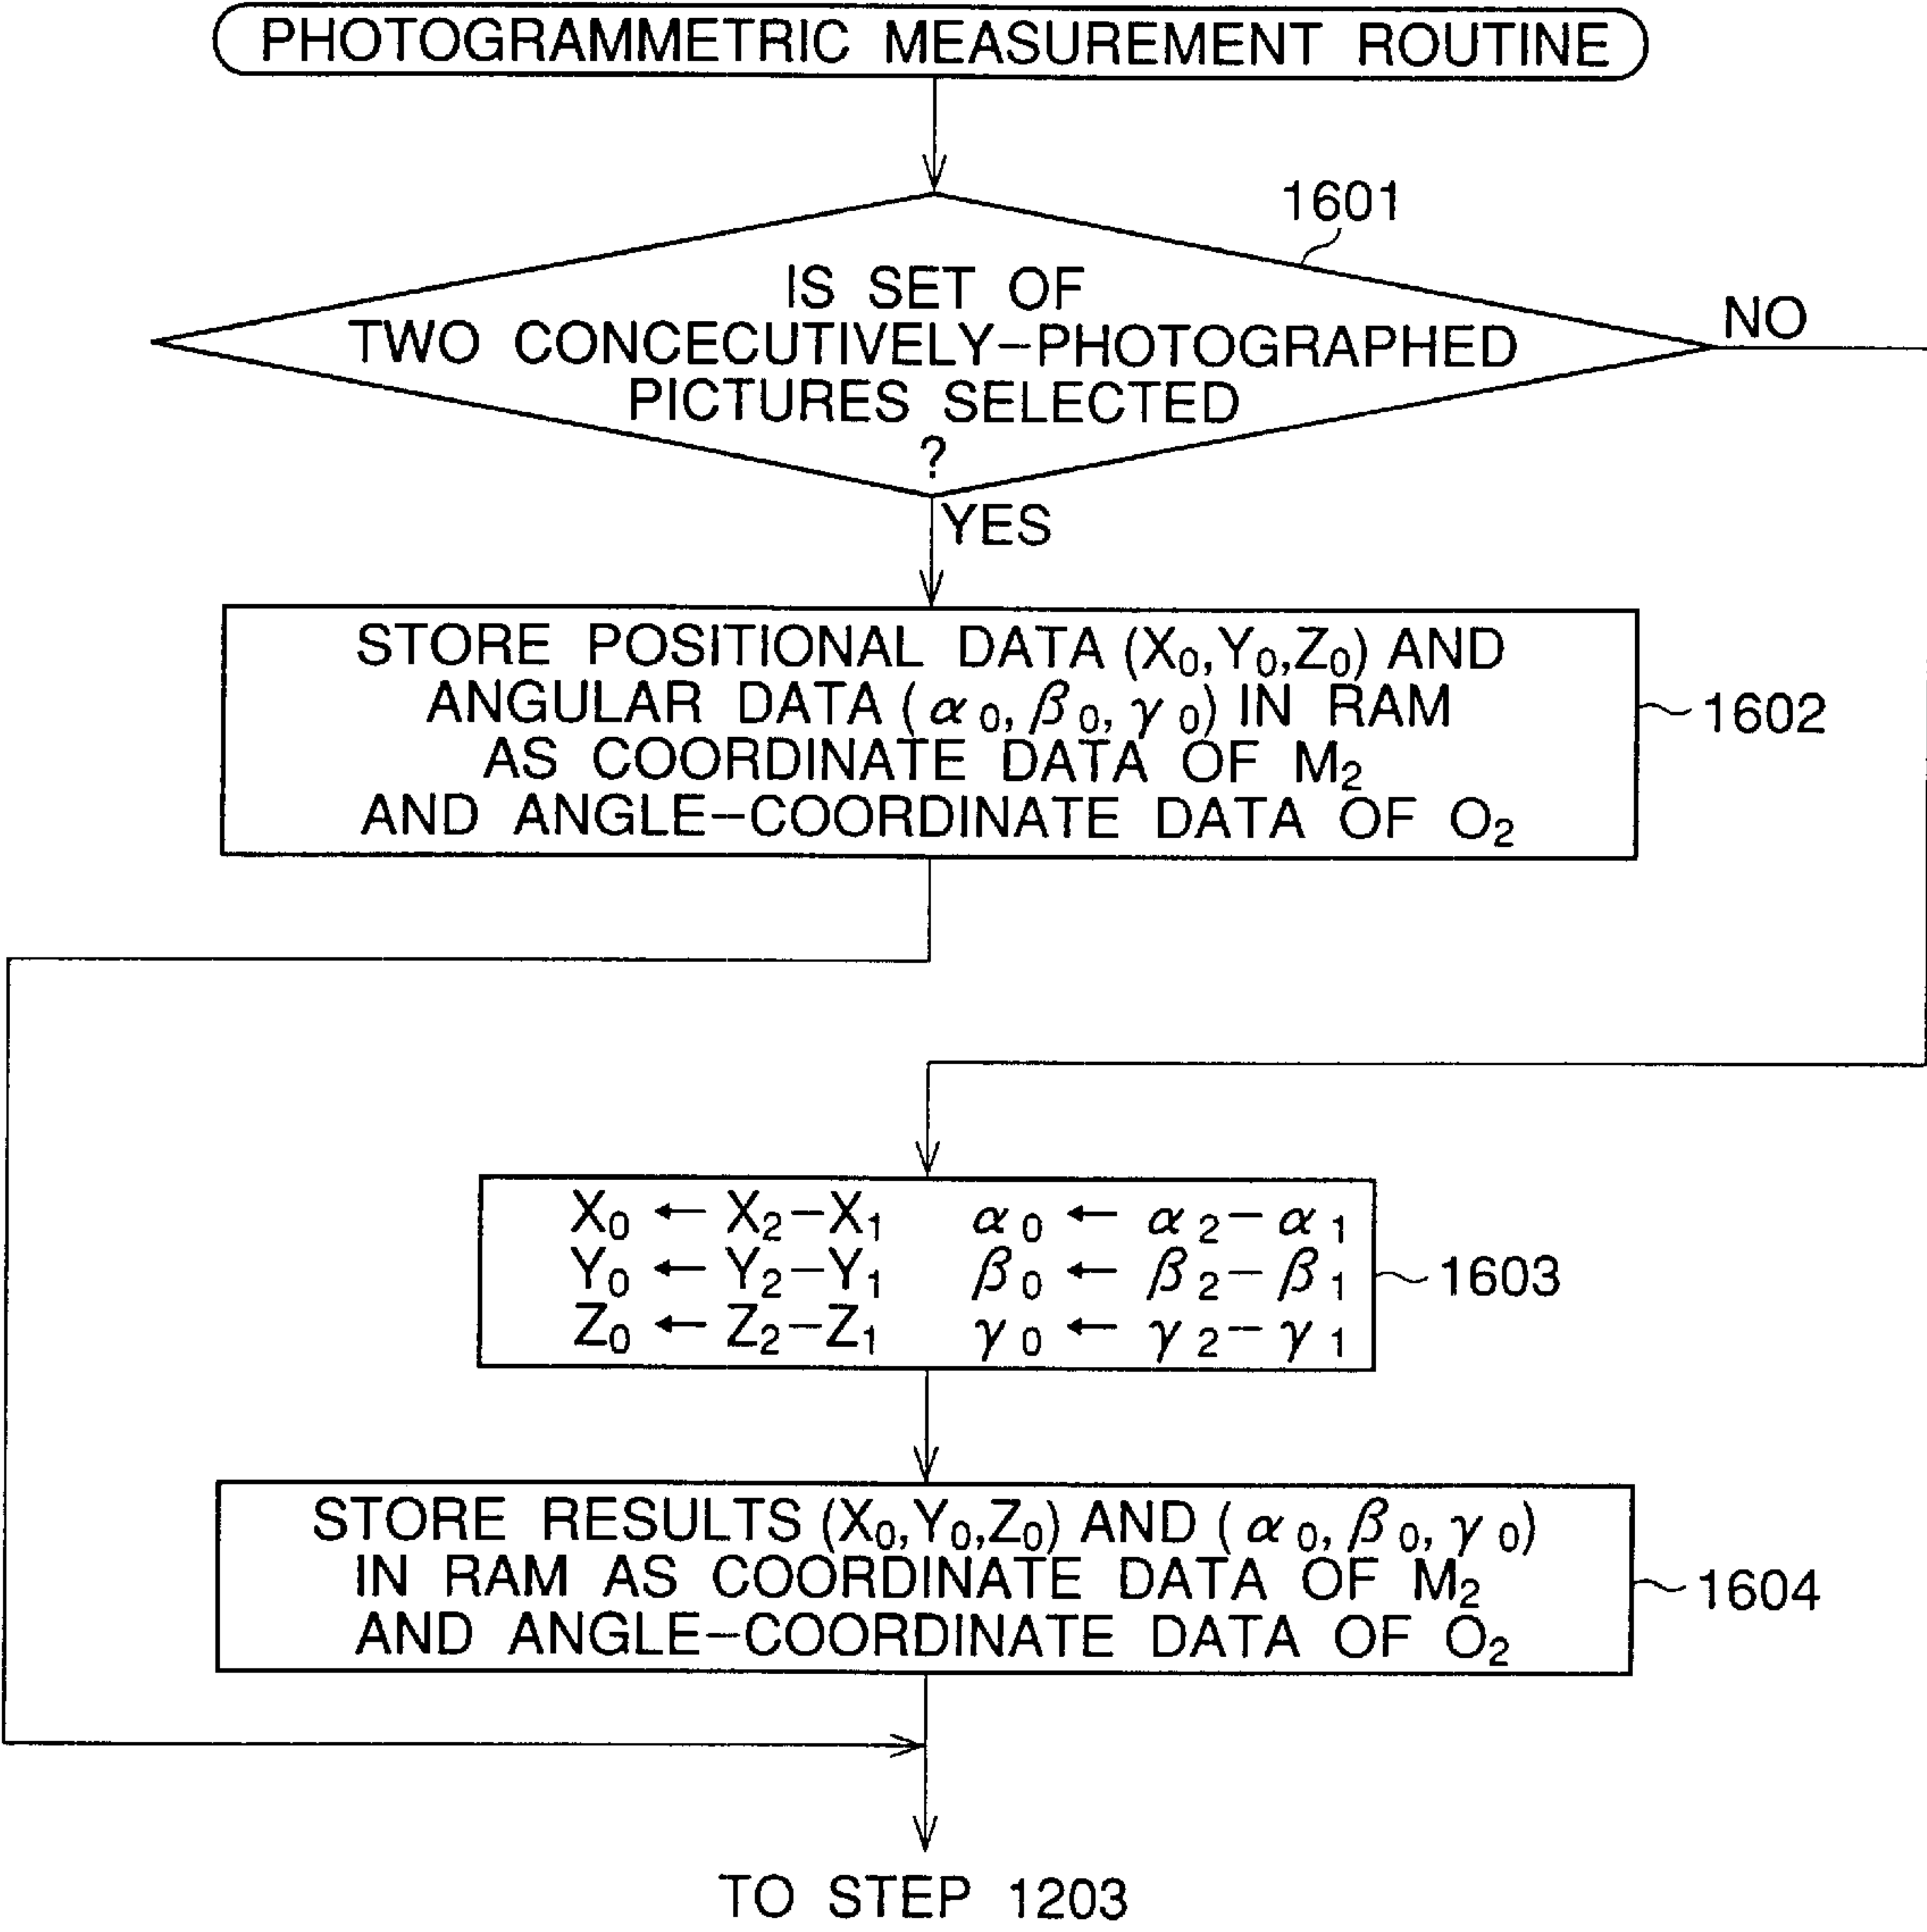 PHOTOGRAMMETRIC MEASUREMENT ROUTINE
1601
IS SET OF
TWO CONCECUTIVELY-PHOTOGRAPHED
PICTURES SELECTED
?
NO
YES
STORE POSITIONAL DATA (X₀,Y₀,Z₀) AND
ANGULAR DATA (α₀, β₀, γ₀) IN RAM
AS COORDINATE DATA OF M₂
AND ANGLE-COORDINATE DATA OF O₂
1602
X₀ ← X₂-X₁ α₀ ← α₂-α₁
Y₀ ← Y₂-Y₁ β₀ ← β₂-β₁
Z₀ ← Z₂-Z₁ γ₀ ← γ₂-γ₁
1603
STORE RESULTS (X₀,Y₀,Z₀) AND (α₀, β₀, γ₀)
IN RAM AS COORDINATE DATA OF M₂
AND ANGLE-COORDINATE DATA OF O₂
1604
TO STEP 1203